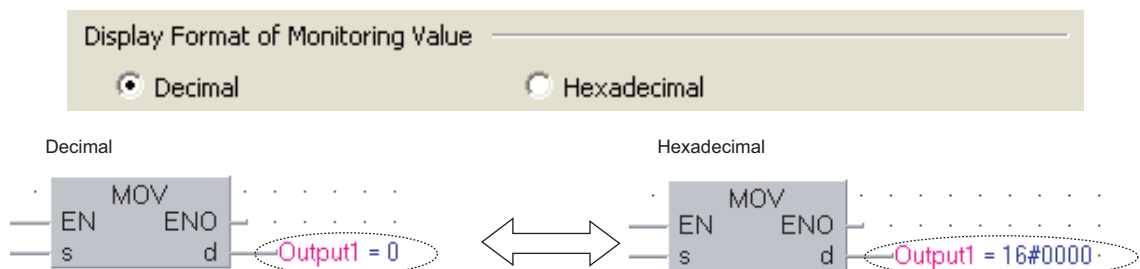 Display Format of Monitoring Value
Decimal Hexadecimal
Decimal Hexadecimal
MOV MOV
EN ENO EN ENO
s d Output1 = 0 s d Output1 = 16#0000